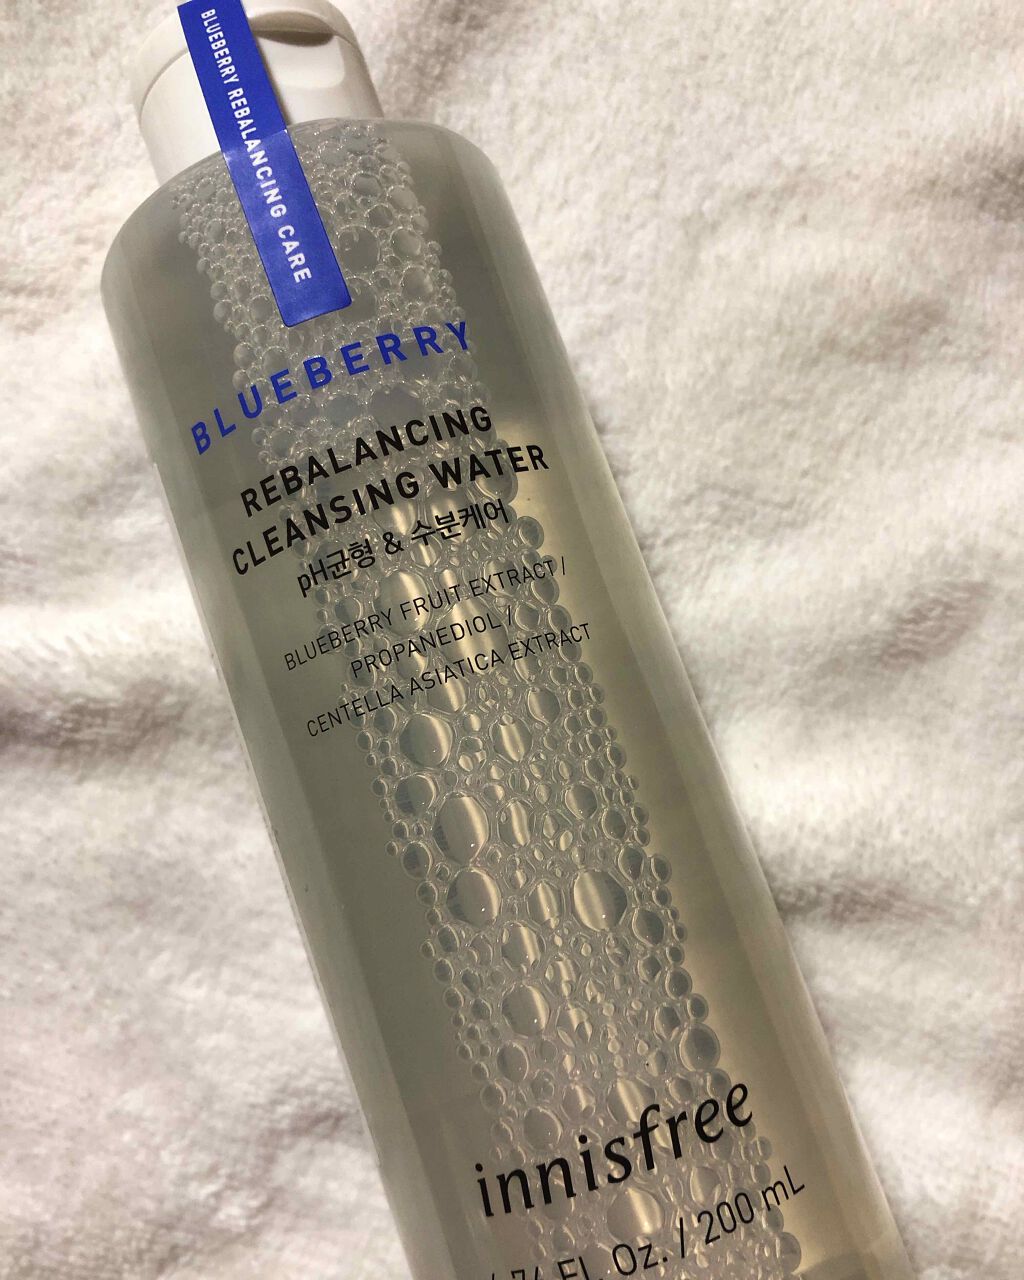 BLUEBERRY REBALANCING CARE
BLUEBERRY
REBALANCING
CLEANSING WATER
pH균형 & 수분케어
BLUEBERRY FRUIT EXTRACT /
PROPANEDIOL /
CENTELLA ASIATICA EXTRACT
innisfree
FL. Oz. / 200 mL